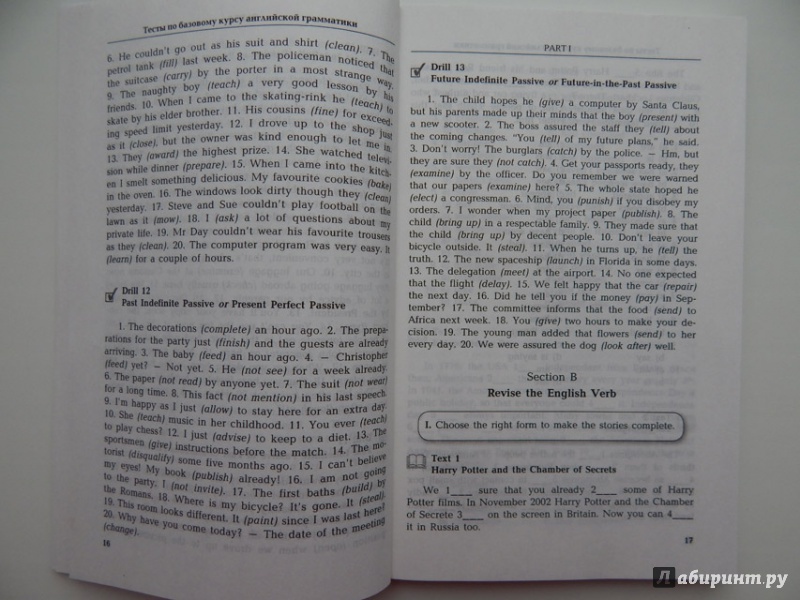 Тесты по базовому курсу английской грамматики
6. He couldn't go out as his suit and shirt (clean). 7. The
petrol tank (fill) last week. 8. The policeman noticed that
the suitcase (carry) by the porter in a most strange way.
9. The naughty boy (teach) a very good lesson by his
friends. 10. When I came to the skating-rink he (teach) to
skate by his elder brother. 11. His cousins (fine) for exceed-
ing speed limit yesterday. 12. I drove up to the shop just
as it (close), but the owner was kind enough to let me in.
13. They (award) the highest prize. 14. She watched televi-
sion while dinner (prepare). 15. When I came into the kitch-
en I smelt something delicious. My favourite cookies (bake)
in the oven. 16. The windows look dirty though they (clean)
yesterday. 17. Steve and Sue couldn't play football on the
lawn as it (mow). 18. I (ask) a lot of questions about my
private life. 19. Mr Day couldn't wear his favourite trousers
as they (clean). 20. The computer program was very easy. It
(learn) for a couple of hours.
Drill 12
Past Indefinite Passive or Present Perfect Passive
1. The decorations (complete) an hour ago. 2. The prepa-
rations for the party just (finish) and the guests are already
arriving. 3. The baby (feed) an hour ago. 4. — Christopher
(feed) yet? — Not yet. 5. He (not see) for a week already.
6. The paper (not read) by anyone yet. 7. The suit (not wear)
for a long time. 8. This fact (not mention) in his last speech.
9. I'm happy as I just (allow) to stay here for an extra day.
10. She (teach) music in her childhood. 11. You ever (teach)
to play chess? 12. I just (advise) to keep to a diet. 13. The
sportsmen (give) instructions before the match. 14. The mo-
torist (disqualify) some five months ago. 15. I can't believe
my eyes! My book (publish) already! 16. I am not going
to the party, I (not invite). 17. The first baths (build) by
the Romans. 18. Where is my bicycle? It's gone. It (steal).
19. This room looks different. It (paint) since I was last here?
20. Why have you come today? — The date of the meeting
(change).
16
PART I
Drill 13
Future Indefinite Passive or Future-in-the-Past Passive
1. The child hopes he (give) a computer by Santa Claus,
but his parents made up their minds that the boy (present) with
a new scooter. 2. The boss assured the staff they (tell) about
the coming changes. "You (tell) of my future plans," he said.
3. Don't worry! The burglars (catch) by the police. — Hm, but
they are sure they (not catch). 4. Get your passports ready, they
(examine) by the officer. Do you remember we were warned
that our papers (examine) here? 5. The whole state hoped he
(elect) a congressman. 6. Mind, you (punish) if you disobey my
orders. 7. I wonder when my project paper (publish). 8. The
child (bring up) in a respectable family. 9. They made sure that
the child (bring up) by decent people. 10. Don't leave your
bicycle outside. It (steal). 11. When he turns up, he (tell) the
truth. 12. The new spaceship (launch) in Florida in some days.
13. The delegation (meet) at the airport. 14. No one expected
that the flight (delay). 15. We felt happy that the car (repair)
the next day. 16. Did he tell you if the money (pay) in Sep-
tember? 17. The committee informs that the food (send) to
Africa next week. 18. You (give) two hours to make your de-
cision. 19. The young man added that flowers (send) to her
every day. 20. We were assured the dog (look after) well.
Section B
Revise the English Verb
I. Choose the right form to make the stories complete.
Text 1
Harry Potter and the Chamber of Secrets
We 1____ sure that you already 2____ some of Harry
Potter films. In November 2002 Harry Potter and the Chamber
of Secrete 3____ on the screen in Britain. Now you can 4____
it in Russia too.
17
Лабиринт.ру